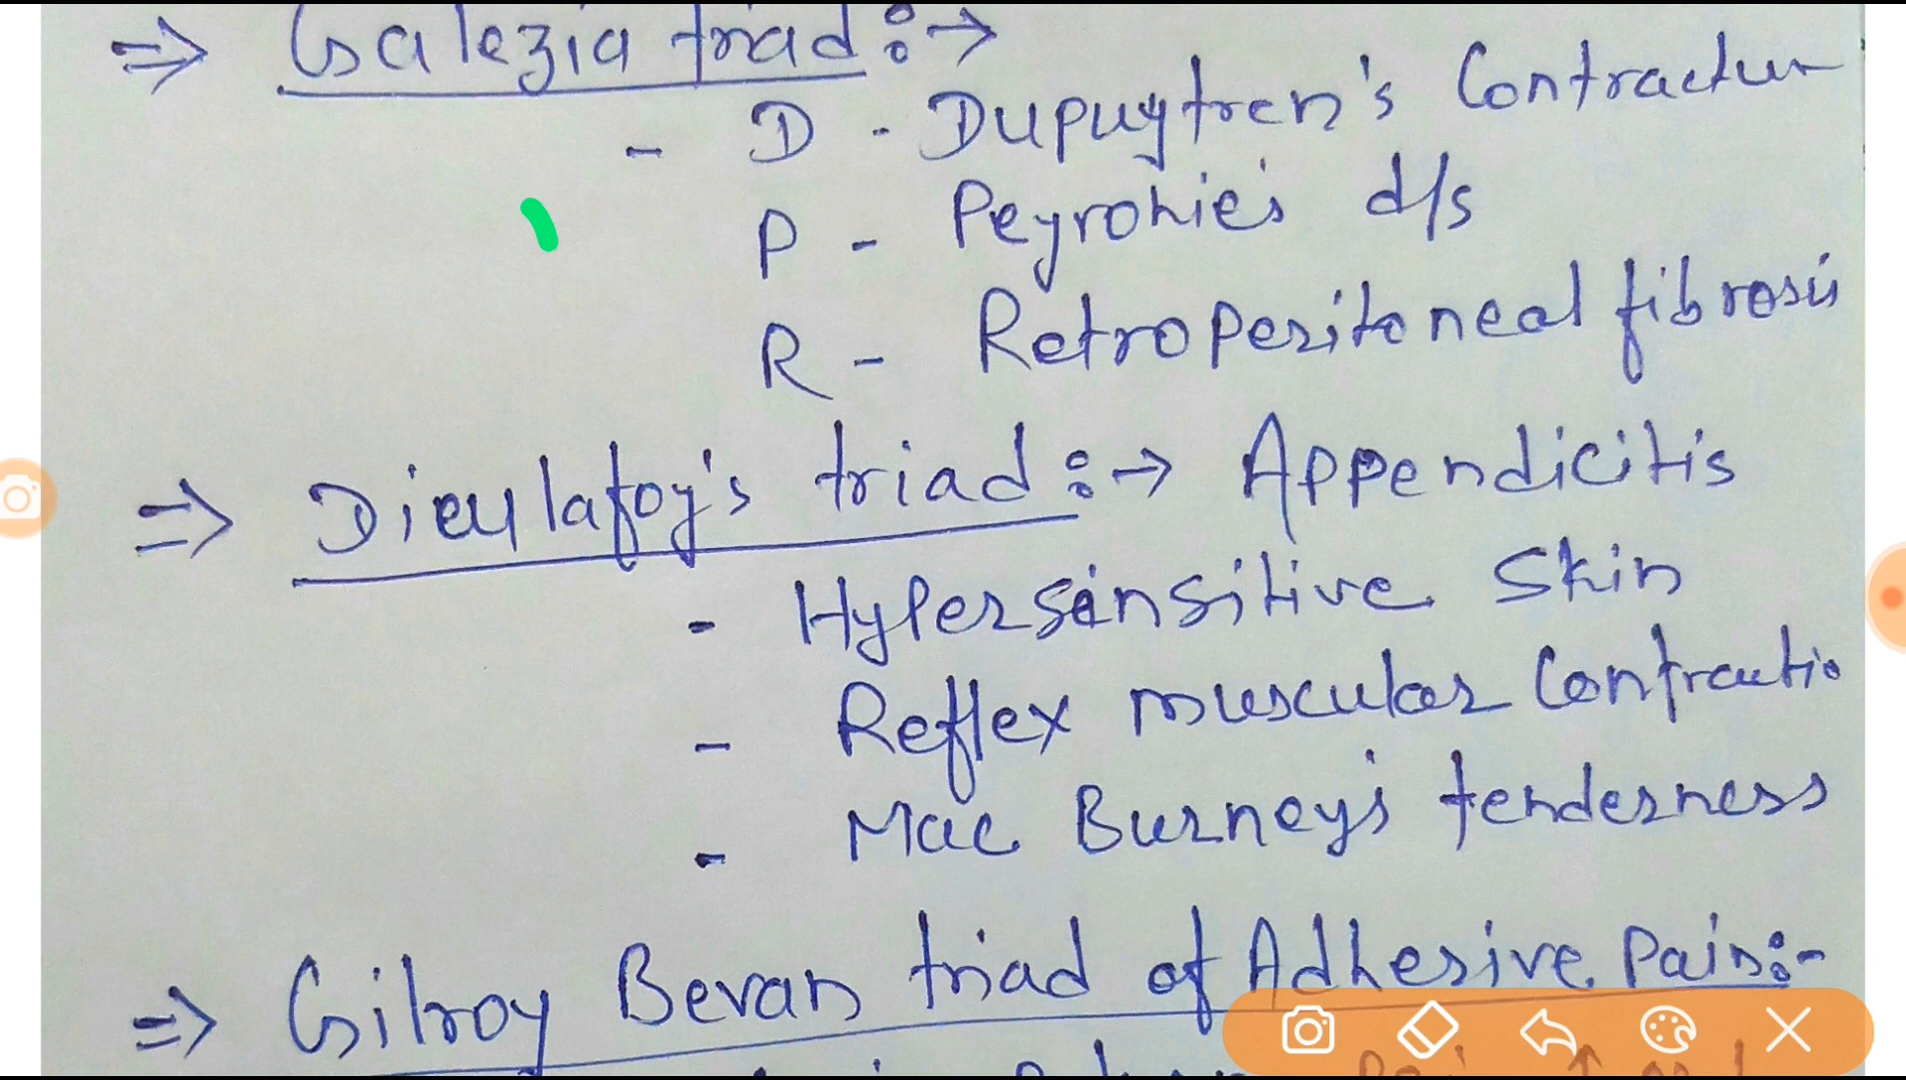 ⇒ Galezia triad :→
- D - Dupuytren's Contractur
P - Peyronie's d/s
R - Retroperitoneal fibrosis
⇒ Dieulafoy's triad :→ Appendicitis
- Hypersensitive Skin
- Reflex muscular Contractio
- Mac Burney's tenderness
⇒ Gilroy Bevan triad of Adhesive Pain:-